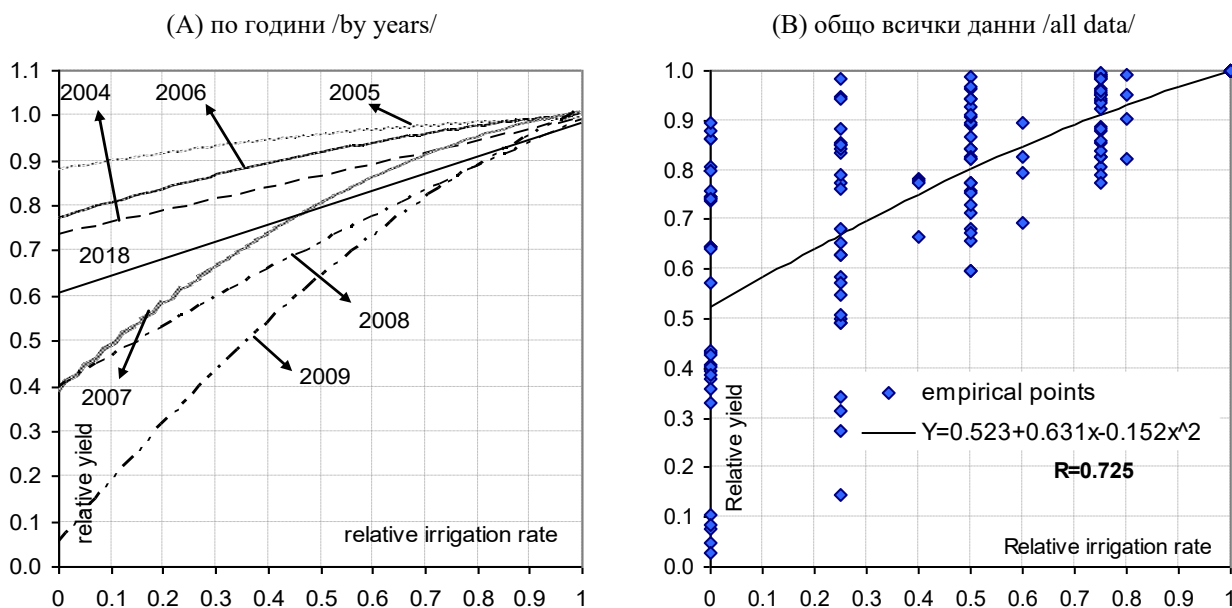 (A) по години /by years/
1.1
1.0
0.9
0.8
0.7
0.6
0.5
0.4
0.3
0.2
0.1
0.0
0 0.1 0.2 0.3 0.4 0.5 0.6 0.7 0.8 0.9 1
2004
2006
2005
2018
2008
2007
2009
relative yield
relative irrigation rate
(B) общо всички данни /all data/
1.0
0.9
0.8
0.7
0.6
0.5
0.4
0.3
0.2
0.1
0.0
0 0.1 0.2 0.3 0.4 0.5 0.6 0.7 0.8 0.9 1
empirical points
Y=0.523+0.631x-0.152x^2
R=0.725
Relative yield
Relative irrigation rate